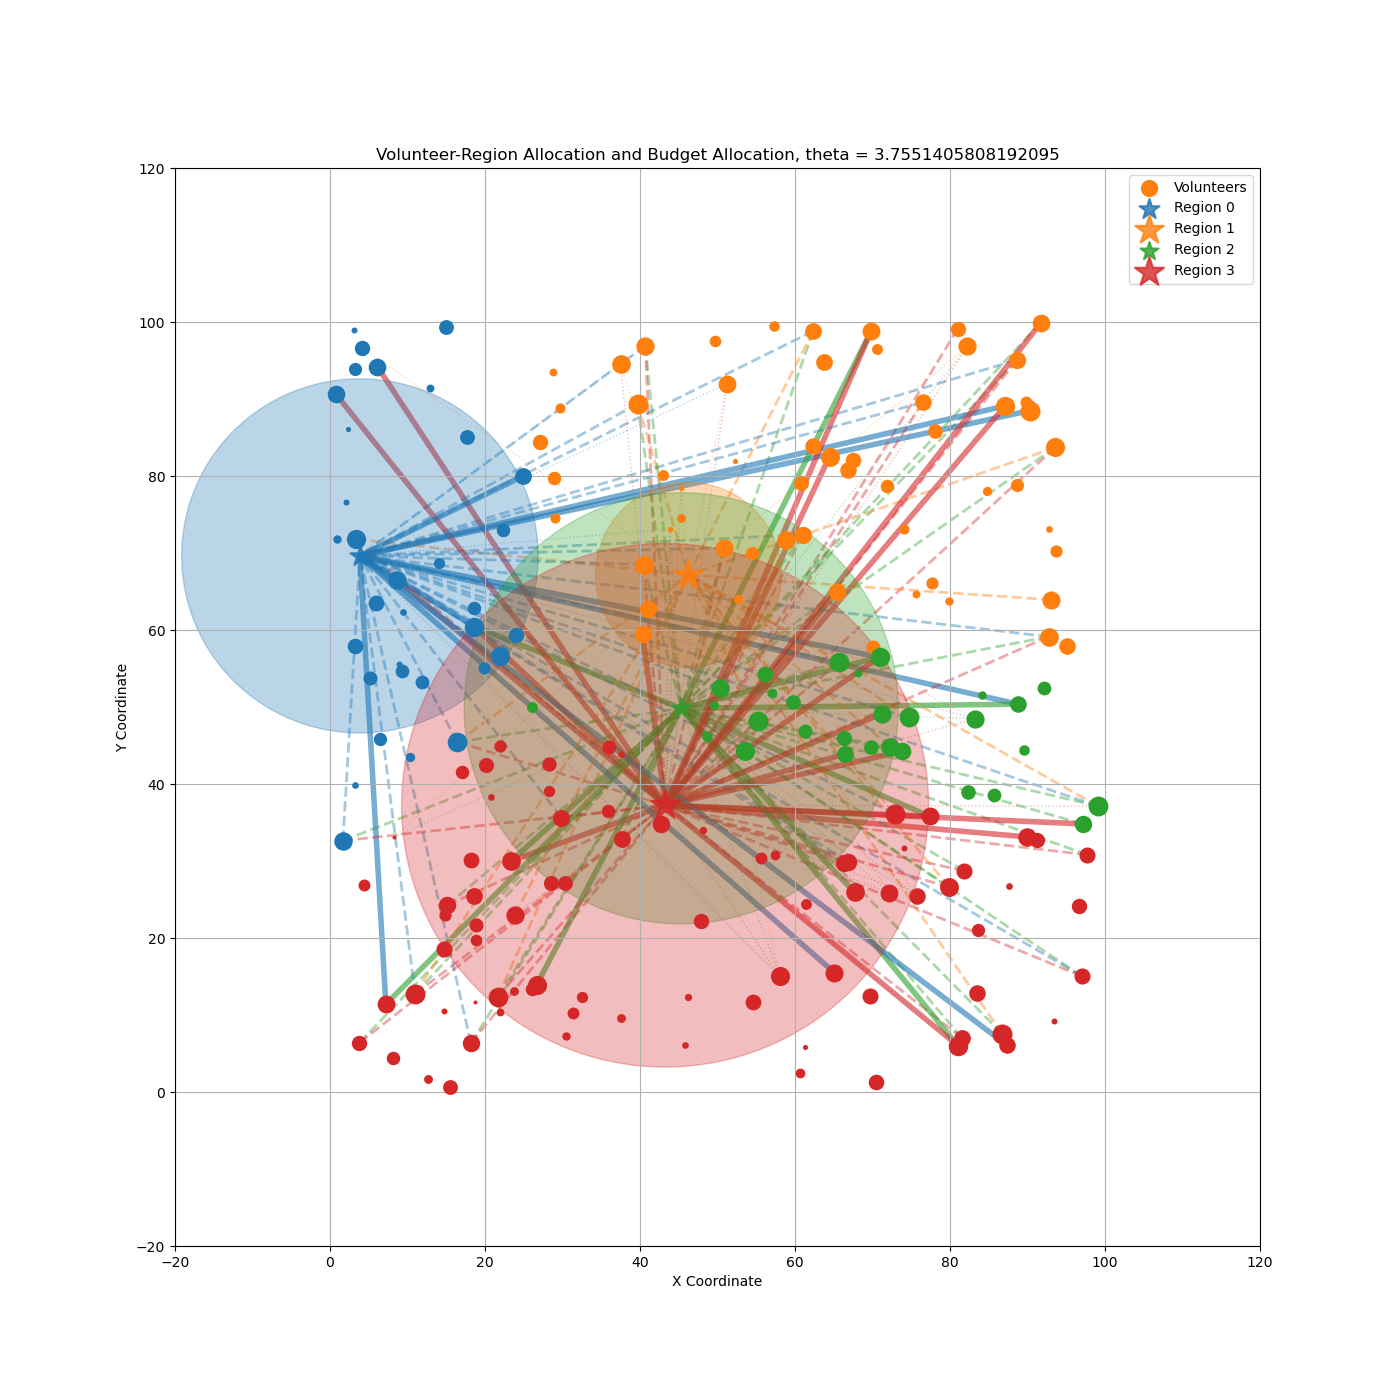 Volunteer-Region Allocation and Budget Allocation, theta = 3.7551405808192095
120
100
80
60
40
20
0
−20
Y Coordinate
−20 0 20 40 60 80 100 120
X Coordinate
Volunteers
Region 0
Region 1
Region 2
Region 3